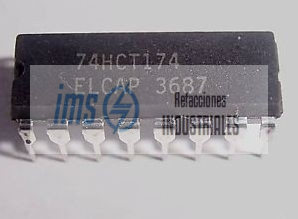 74HCT174
ELCAP 3687
ims
Refacciones
INDUSTRIALES